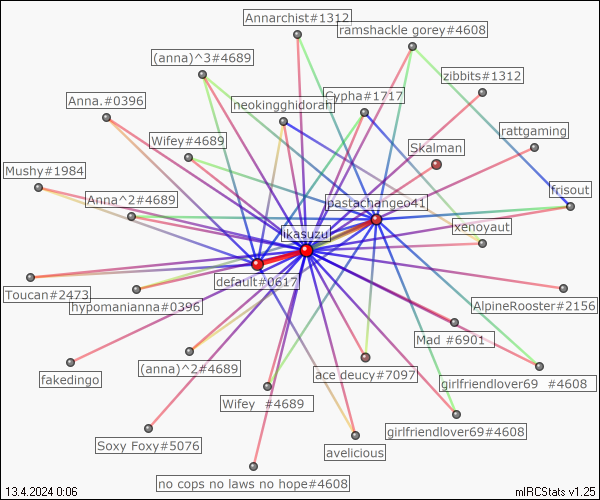 Annarchist#1312
ramshackle gorey#4608
(anna)^3#4689
zibbits#1312
Anna.#0396
neokingghidorah
Cypha#1717
rattgaming
Wifey#4689
Skalman
Mushy#1984
frisout
Anna^2#4689
pastachangeo41
xenoyaut
ikasuzu
default#0617
Toucan#2473
hypomanianna#0396
AlpineRooster#2156
Mad #6901
(anna)^2#4689
ace deucy#7097
fakedingo
girlfriendlover69 #4608
Wifey #4689
girlfriendlover69#4608
Soxy Foxy#5076
avelicious
no cops no laws no hope#4608
13.4.2024 0:06
mIRCStats v1.25